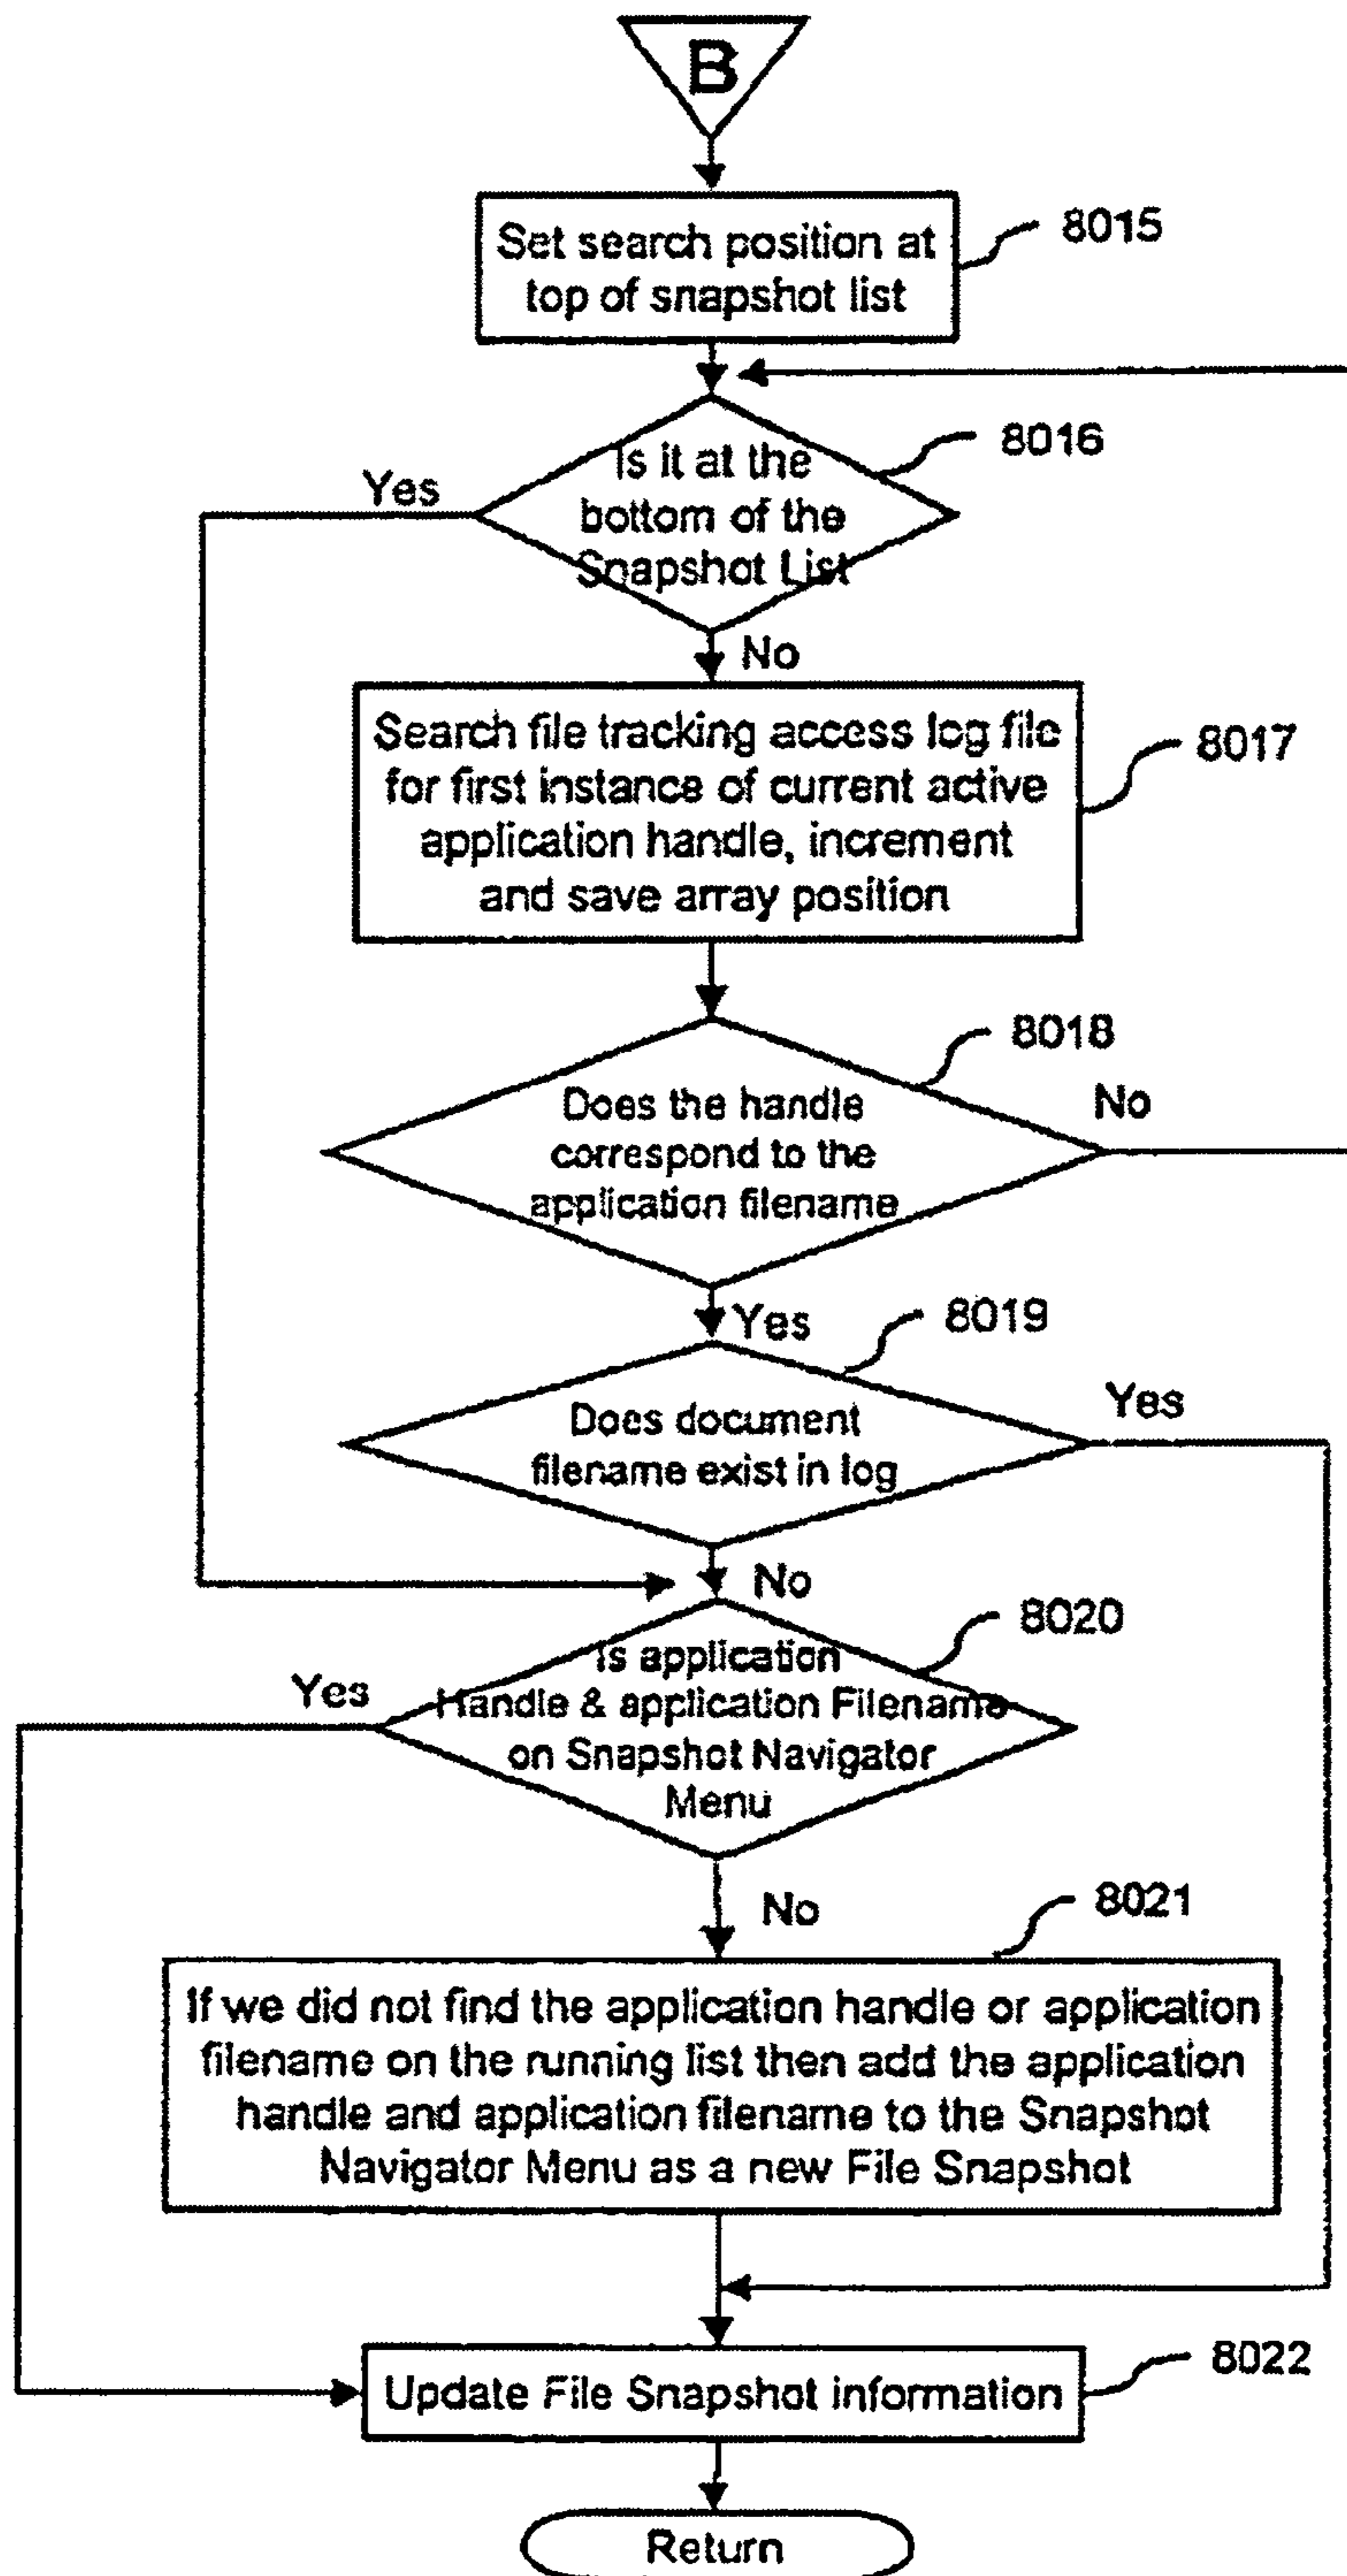 B
Set search position at
top of snapshot list
8015
Is it at the
bottom of the
Snapshot List
8016
Yes
No
Search file tracking access log file
for first instance of current active
application handle, increment
and save array position
8017
Does the handle
correspond to the
application filename
8018
No
Yes
Does document
filename exist in log
8019
Yes
No
Is application
Handle & application Filename
on Snapshot Navigator
Menu
8020
Yes
No
8021
If we did not find the application handle or application
filename on the running list then add the application
handle and application filename to the Snapshot
Navigator Menu as a new File Snapshot
Update File Snapshot information
8022
Return